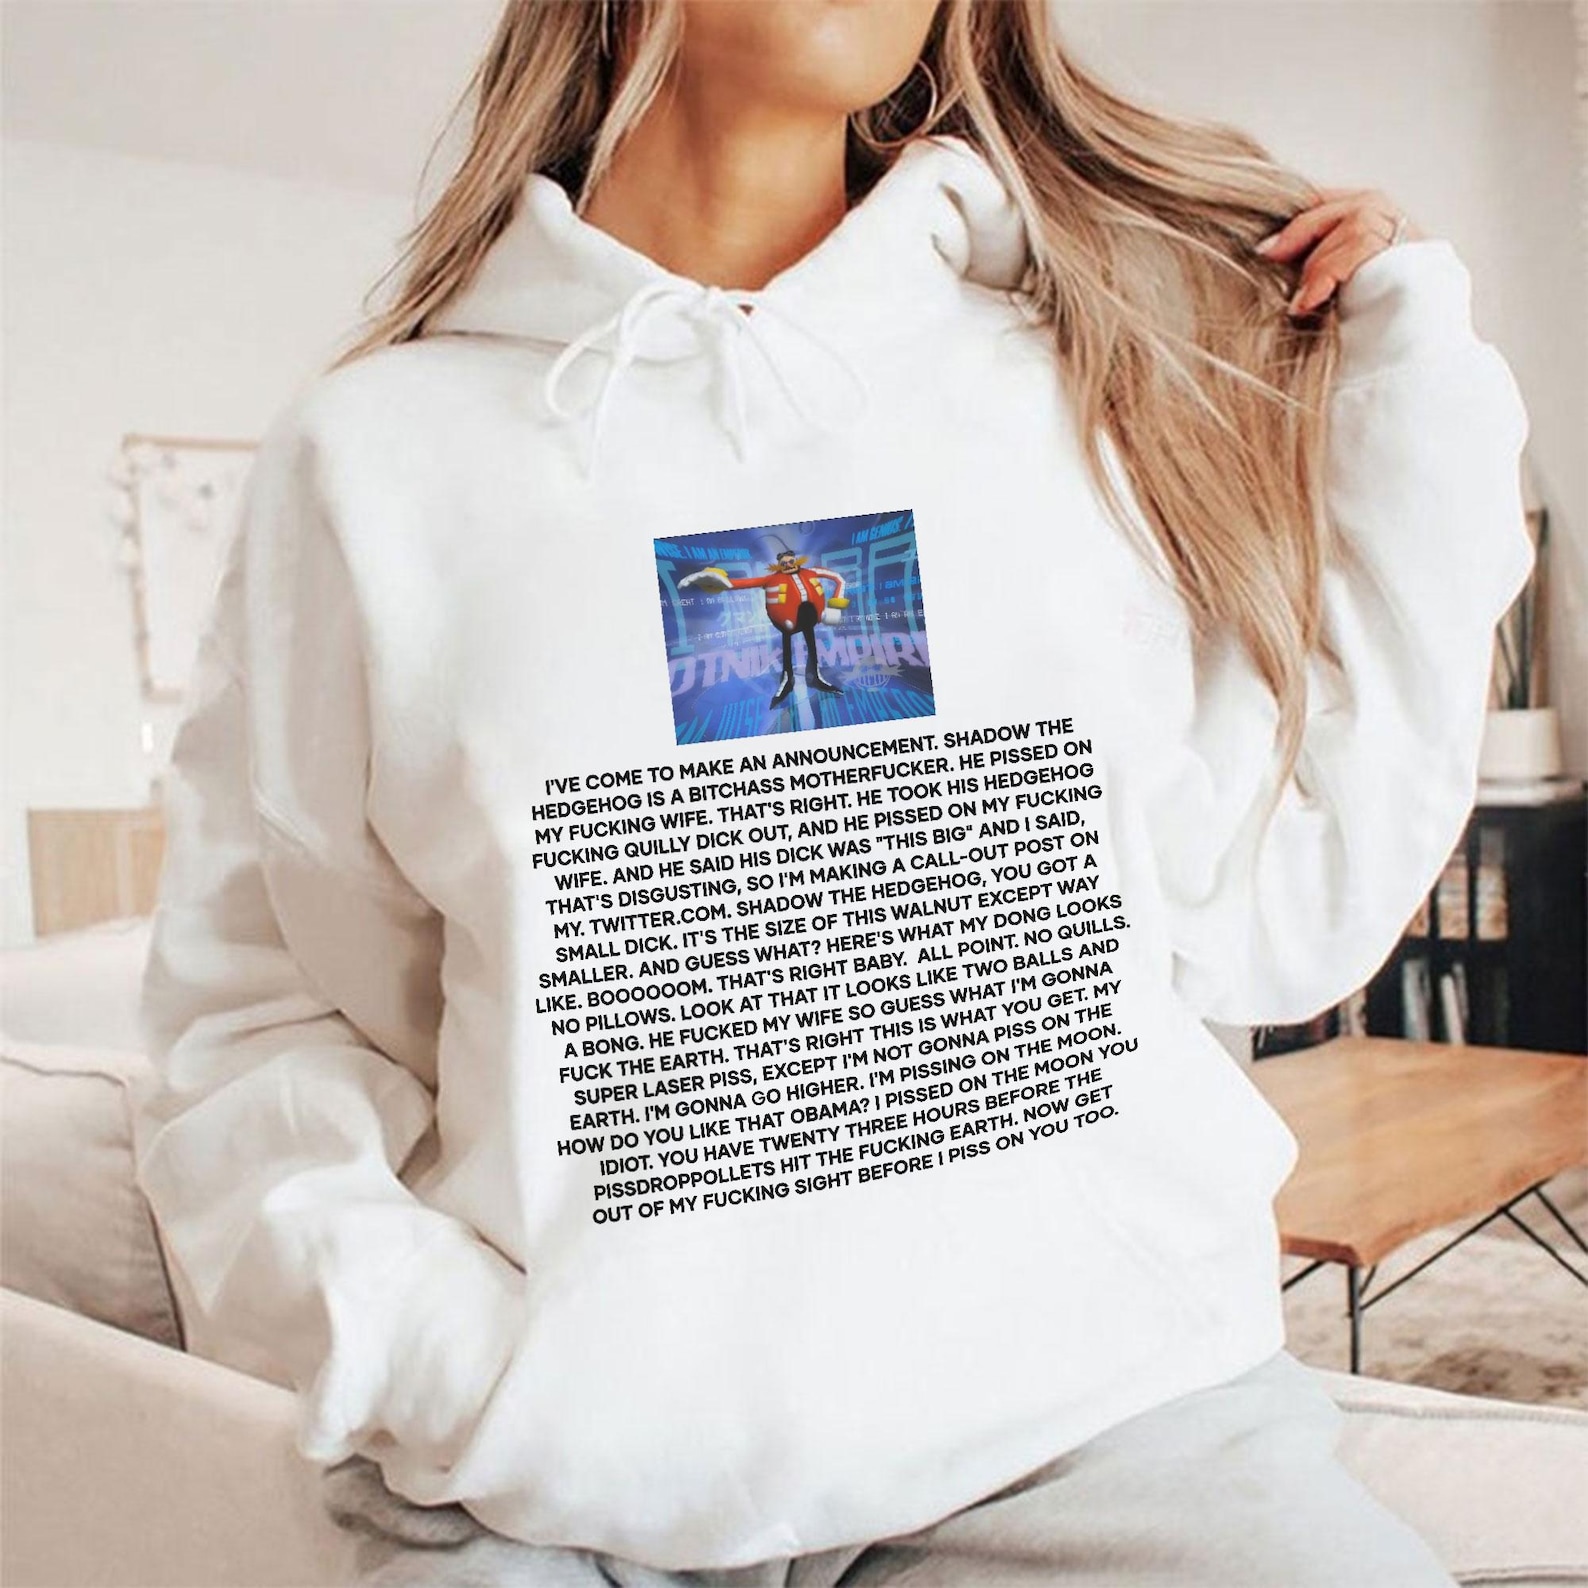 I AM AN EMPIRE
I AM GENIUS
OTNIK EMPIRE
I'VE COME TO MAKE AN ANNOUNCEMENT. SHADOW THE
HEDGEHOG IS A BITCHASS MOTHERFUCKER. HE PISSED ON
MY FUCKING WIFE. THAT'S RIGHT. HE TOOK HIS HEDGEHOG
FUCKING QUILLY DICK OUT, AND HE PISSED ON MY FUCKING
WIFE. AND HE SAID HIS DICK WAS "THIS BIG" AND I SAID,
THAT'S DISGUSTING, SO I'M MAKING A CALL-OUT POST ON
MY. TWITTER.COM. SHADOW THE HEDGEHOG, YOU GOT A
SMALL DICK. IT'S THE SIZE OF THIS WALNUT EXCEPT WAY
SMALLER. AND GUESS WHAT? HERE'S WHAT MY DONG LOOKS
LIKE. BOOOOOOM. THAT'S RIGHT BABY. ALL POINT. NO QUILLS.
NO PILLOWS. LOOK AT THAT IT LOOKS LIKE TWO BALLS AND
A BONG. HE FUCKED MY WIFE SO GUESS WHAT I'M GONNA
FUCK THE EARTH. THAT'S RIGHT THIS IS WHAT YOU GET. MY
SUPER LASER PISS, EXCEPT I'M NOT GONNA PISS ON THE
EARTH. I'M GONNA GO HIGHER. I'M PISSING ON THE MOON.
HOW DO YOU LIKE THAT OBAMA? I PISSED ON THE MOON YOU
IDIOT. YOU HAVE TWENTY THREE HOURS BEFORE THE
PISSDROPPOLLETS HIT THE FUCKING EARTH. NOW GET
OUT OF MY FUCKING SIGHT BEFORE I PISS ON YOU TOO.